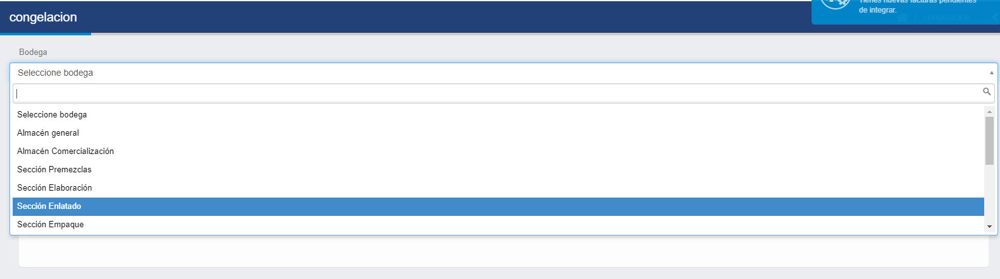 Tienes nuevas facturas pendientes
de integrar.
congelacion
/ congelacion
Bodega
Seleccione bodega
Seleccione bodega
Almacén general
Almacén Comercialización
Sección Premezclas
Sección Elaboración
Sección Enlatado
Sección Empaque